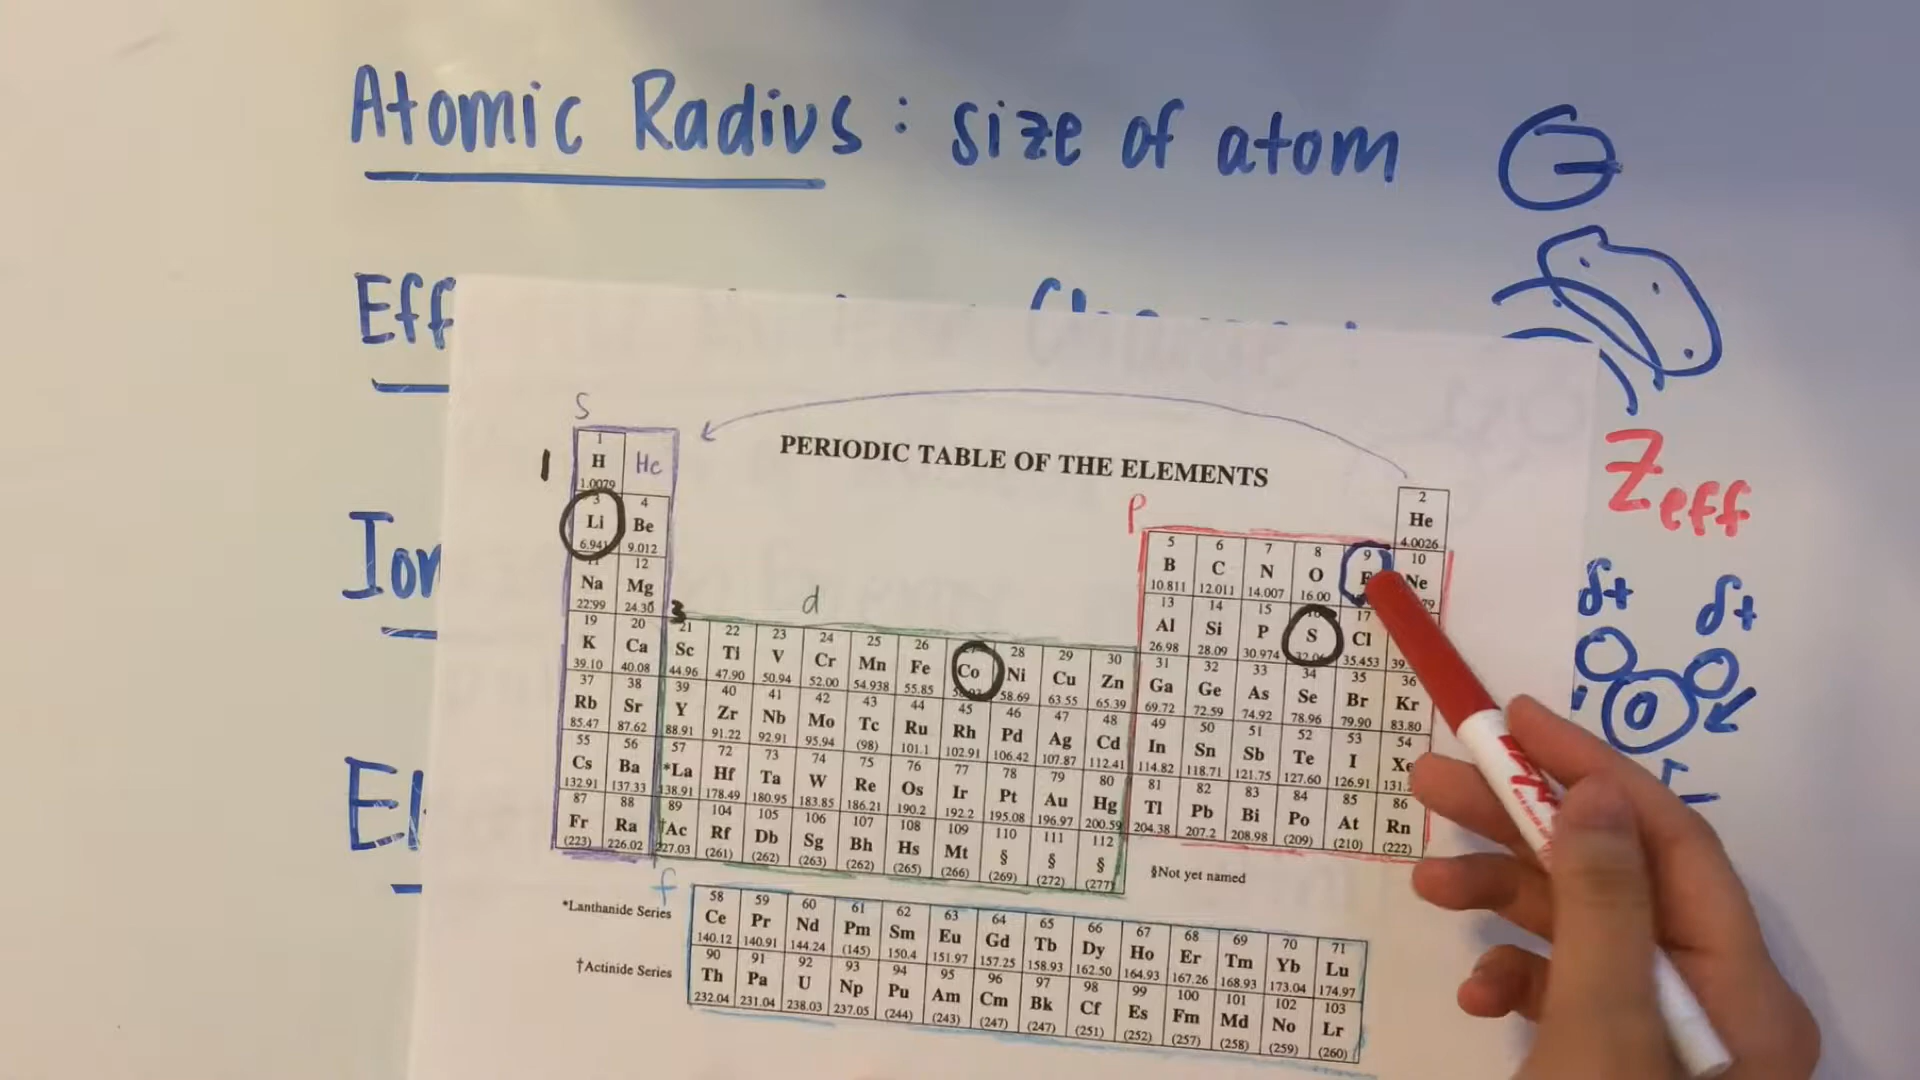 Atomic Radius : size of atom
Eff
Zeff
Ion
δ+ δ+
S
1
PERIODIC TABLE OF THE ELEMENTS
P
d
3
f
1 2
H He He
1.0079 4.0026
3 4 5 6 7 8 9 10
Li Be B C N O F Ne
6.941 9.012 10.811 12.011 14.007 16.00
11 12 13 14 15 16 17
Na Mg Al Si P S Cl
22.99 24.30 26.98 28.09 30.974 32.06 35.453 39.
19 20 21 22 23 24 25 26 27 28 29 30 31 32 33 34 35 36
K Ca Sc Ti V Cr Mn Fe Co Ni Cu Zn Ga Ge As Se Br Kr
39.10 40.08 44.96 47.90 50.94 52.00 54.938 55.85 58.93 58.69 63.55 65.39 69.72 72.59 74.92 78.96 79.90 83.80
37 38 39 40 41 42 43 44 45 46 47 48 49 50 51 52 53 54
Rb Sr Y Zr Nb Mo Tc Ru Rh Pd Ag Cd In Sn Sb Te I Xe
85.47 87.62 88.91 91.22 92.91 95.94 (98) 101.1 102.91 106.42 107.87 112.41 114.82 118.71 121.75 127.60 126.91 131.
55 56 57 72 73 74 75 76 77 78 79 80 81 82 83 84 85 86
Cs Ba *La Hf Ta W Re Os Ir Pt Au Hg Tl Pb Bi Po At Rn
132.91 137.33 138.91 178.49 180.95 183.85 186.21 190.2 192.2 195.08 196.97 200.59 204.38 207.2 208.98 (209) (210) (222)
87 88 89 104 105 106 107 108 109 110 111 112
Fr Ra †Ac Rf Db Sg Bh Hs Mt § § §
(223) 226.02 227.03 (261) (262) (263) (262) (265) (266) (269) (272) (277)
§Not yet named
58 59 60 61 62 63 64 65 66 67 68 69 70 71
*Lanthanide Series Ce Pr Nd Pm Sm Eu Gd Tb Dy Ho Er Tm Yb Lu
140.12 140.91 144.24 (145) 150.4 151.97 157.25 158.93 162.50 164.93 167.26 168.93 173.04 174.97
90 91 92 93 94 95 96 97 98 99 100 101 102 103
†Actinide Series Th Pa U Np Pu Am Cm Bk Cf Es Fm Md No Lr
232.04 231.04 238.03 237.05 (244) (243) (247) (247) (251) (252) (257) (258) (259) (260)